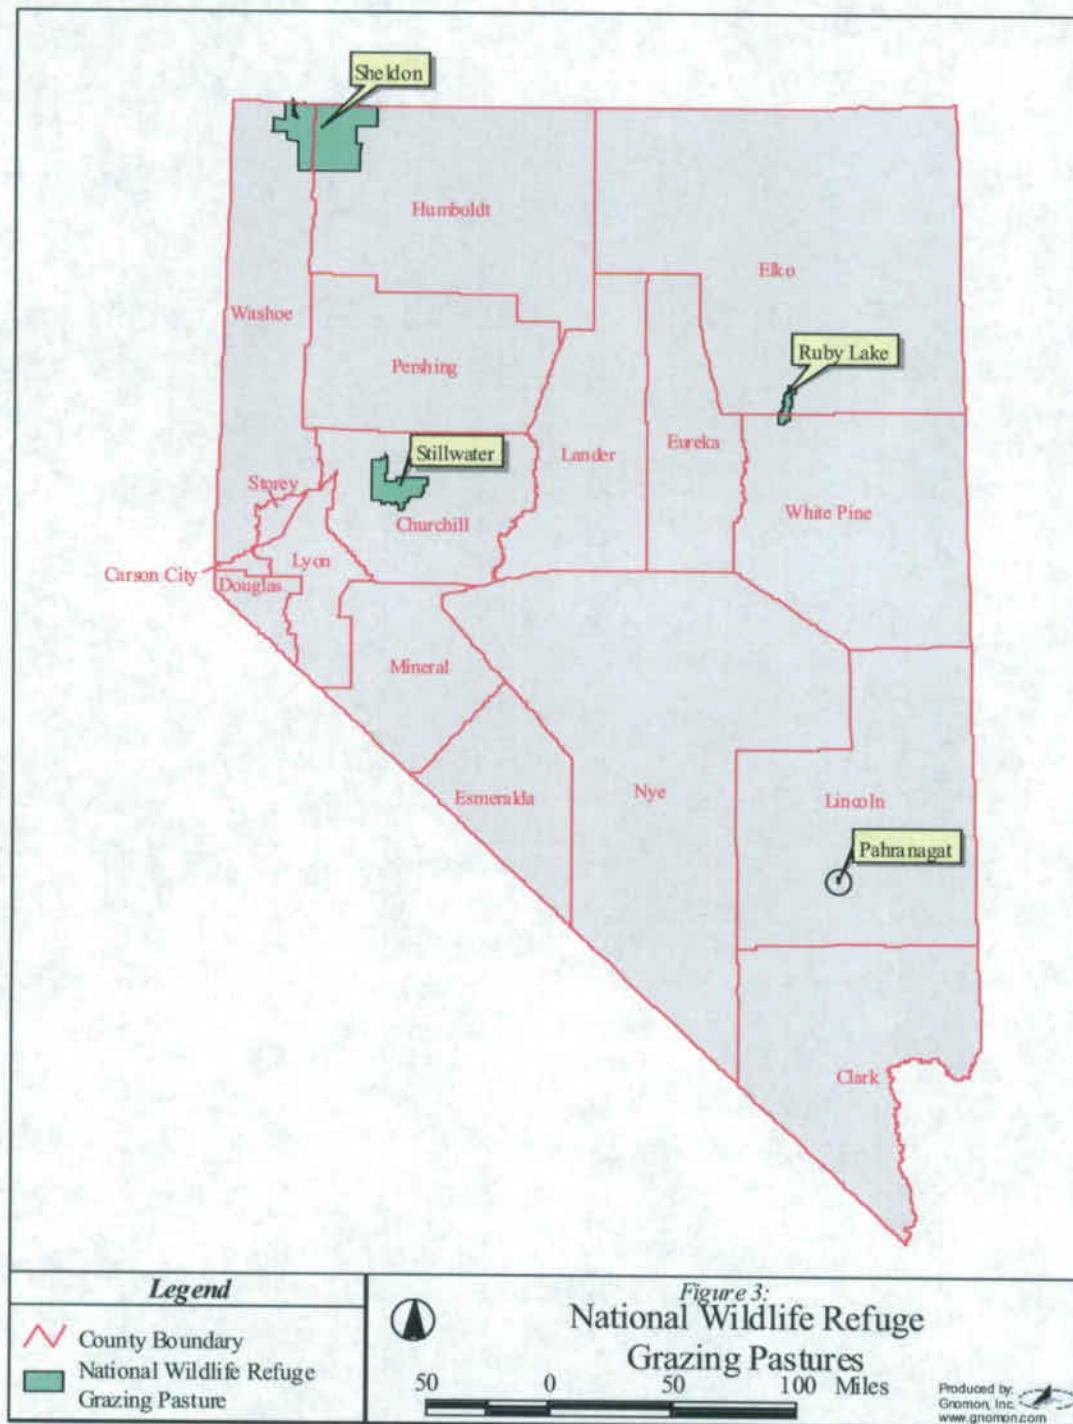 Sheldon
Humboldt
Elko
Washoe
Ruby Lake
Pershing
Stillwater
Lander
Eureka
Storey
White Pine
Churchill
Lyon
Carson City
Douglas
Mineral
Esmeralda
Nye
Lincoln
Pahranagat
Clark
Legend
County Boundary
National Wildlife Refuge
Grazing Pasture
Figure 3:
National Wildlife Refuge
Grazing Pastures
50 0 50 100 Miles
Produced by:
Gnomon, Inc.
www.gnomon.com